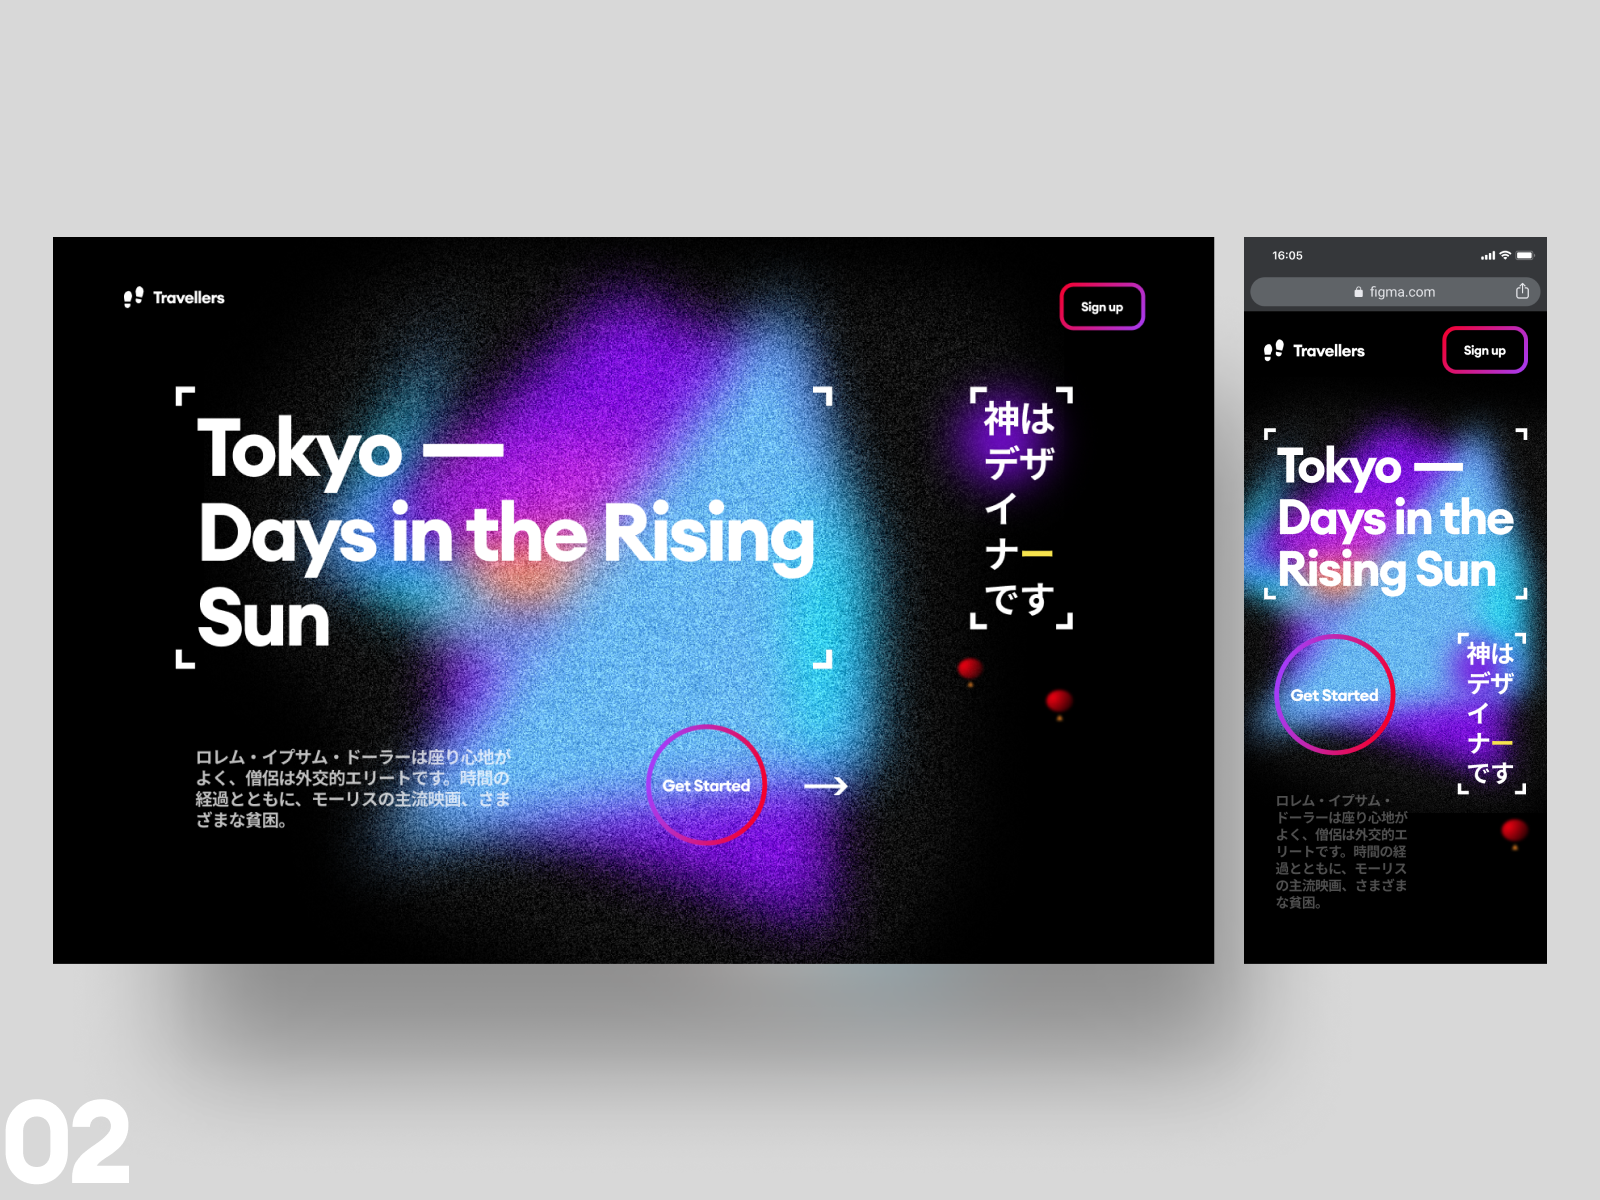 Travellers
Sign up
Tokyo —
Days in the Rising
Sun
神は
デザ
イ
ナー
です
ロレム・イプサム・ドーラーは座り心地が
よく、僧侶は外交的エリートです。時間の
経過とともに、モーリスの主流映画、さま
ざまな貧困。
Get Started
16:05
figma.com
Travellers
Sign up
Tokyo —
Days in the
Rising Sun
Get Started
神は
デザ
イ
ナー
です
ロレム・イプサム・
ドーラーは座り心地が
よく、僧侶は外交的エ
リートです。時間の経
過とともに、モーリス
の主流映画、さまざま
な貧困。
02